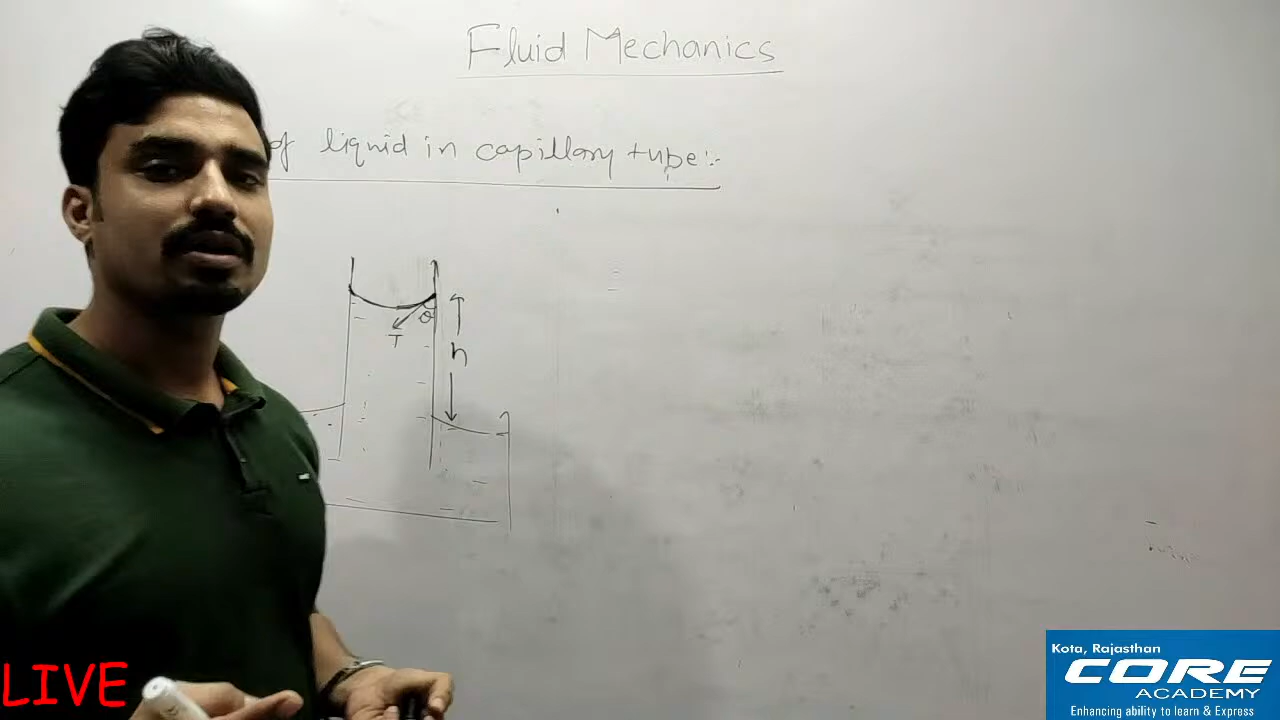 Fluid Mechanics
of liquid in capillary tube:-
θ
T
h
LIVE
Kota, Rajasthan
CORE
ACADEMY
Enhancing ability to learn & Express